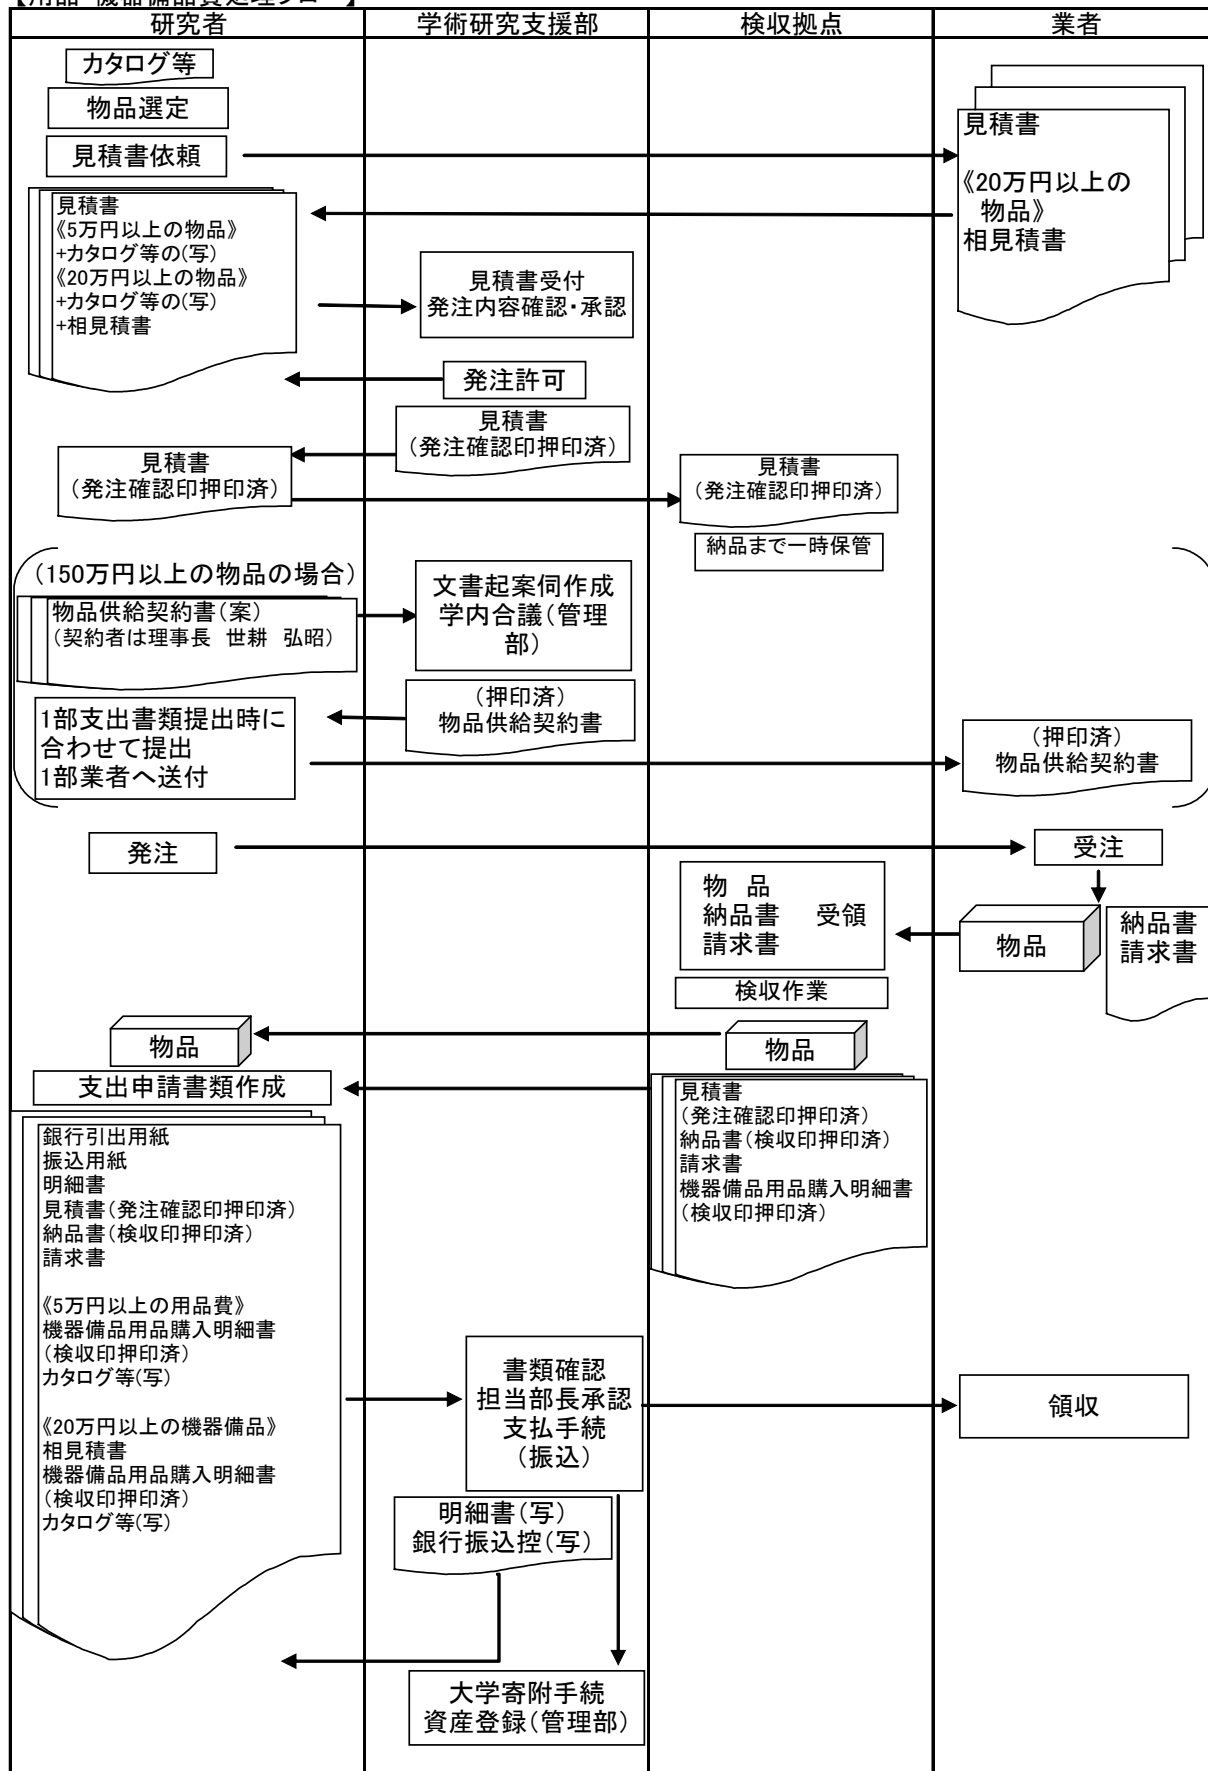 研究者
学術研究支援部
検収拠点
業者
カタログ等
物品選定
見積書依頼
見積書
《20万円以上の
物品》
相見積書
見積書
《5万円以上の物品》
+カタログ等の(写)
《20万円以上の物品》
+カタログ等の(写)
+相見積書
見積書受付
発注内容確認・承認
発注許可
見積書
(発注確認印押印済)
見積書
(発注確認印押印済)
見積書
(発注確認印押印済)
納品まで一時保管
(150万円以上の物品の場合)
物品供給契約書(案)
(契約者は理事長 世耕 弘昭)
文書起案伺作成
学内合議(管理
部)
(押印済)
物品供給契約書
1部支出書類提出時に
合わせて提出
1部業者へ送付
(押印済)
物品供給契約書
発注
受注
物 品
納品書 受領
請求書
物品
納品書
請求書
検収作業
物品
物品
支出申請書類作成
見積書
(発注確認印押印済)
納品書(検収印押印済)
請求書
機器備品用品購入明細書
(検収印押印済)
銀行引出用紙
振込用紙
明細書
見積書(発注確認印押印済)
納品書(検収印押印済)
請求書
《5万円以上の用品費》
機器備品用品購入明細書
(検収印押印済)
カタログ等(写)
《20万円以上の機器備品》
相見積書
機器備品用品購入明細書
(検収印押印済)
カタログ等(写)
書類確認
担当部長承認
支払手続
(振込)
領収
明細書(写)
銀行振込控(写)
大学寄附手続
資産登録(管理部)